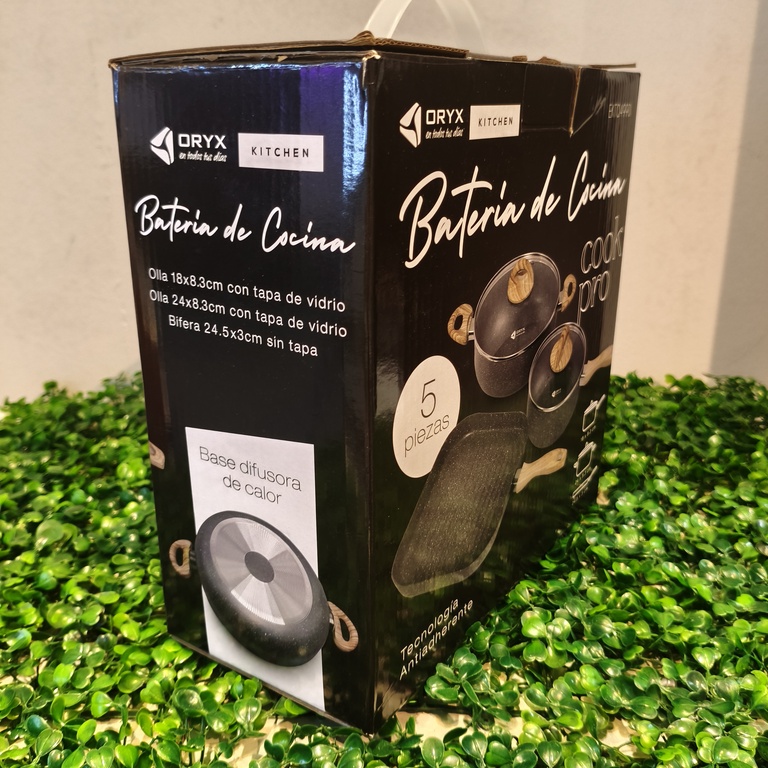 ORYX
en todos tus días
KITCHEN
Batería de Cocina
Olla 18x8.3cm con tapa de vidrio
Olla 24x8.3cm con tapa de vidrio
Bifera 24.5x3cm sin tapa
Base difusora
de calor
ORYX
en todos tus días
KITCHEN
Batería de Cocina
cook
pro
ORYX
5
piezas
Tecnología
Antiadherente